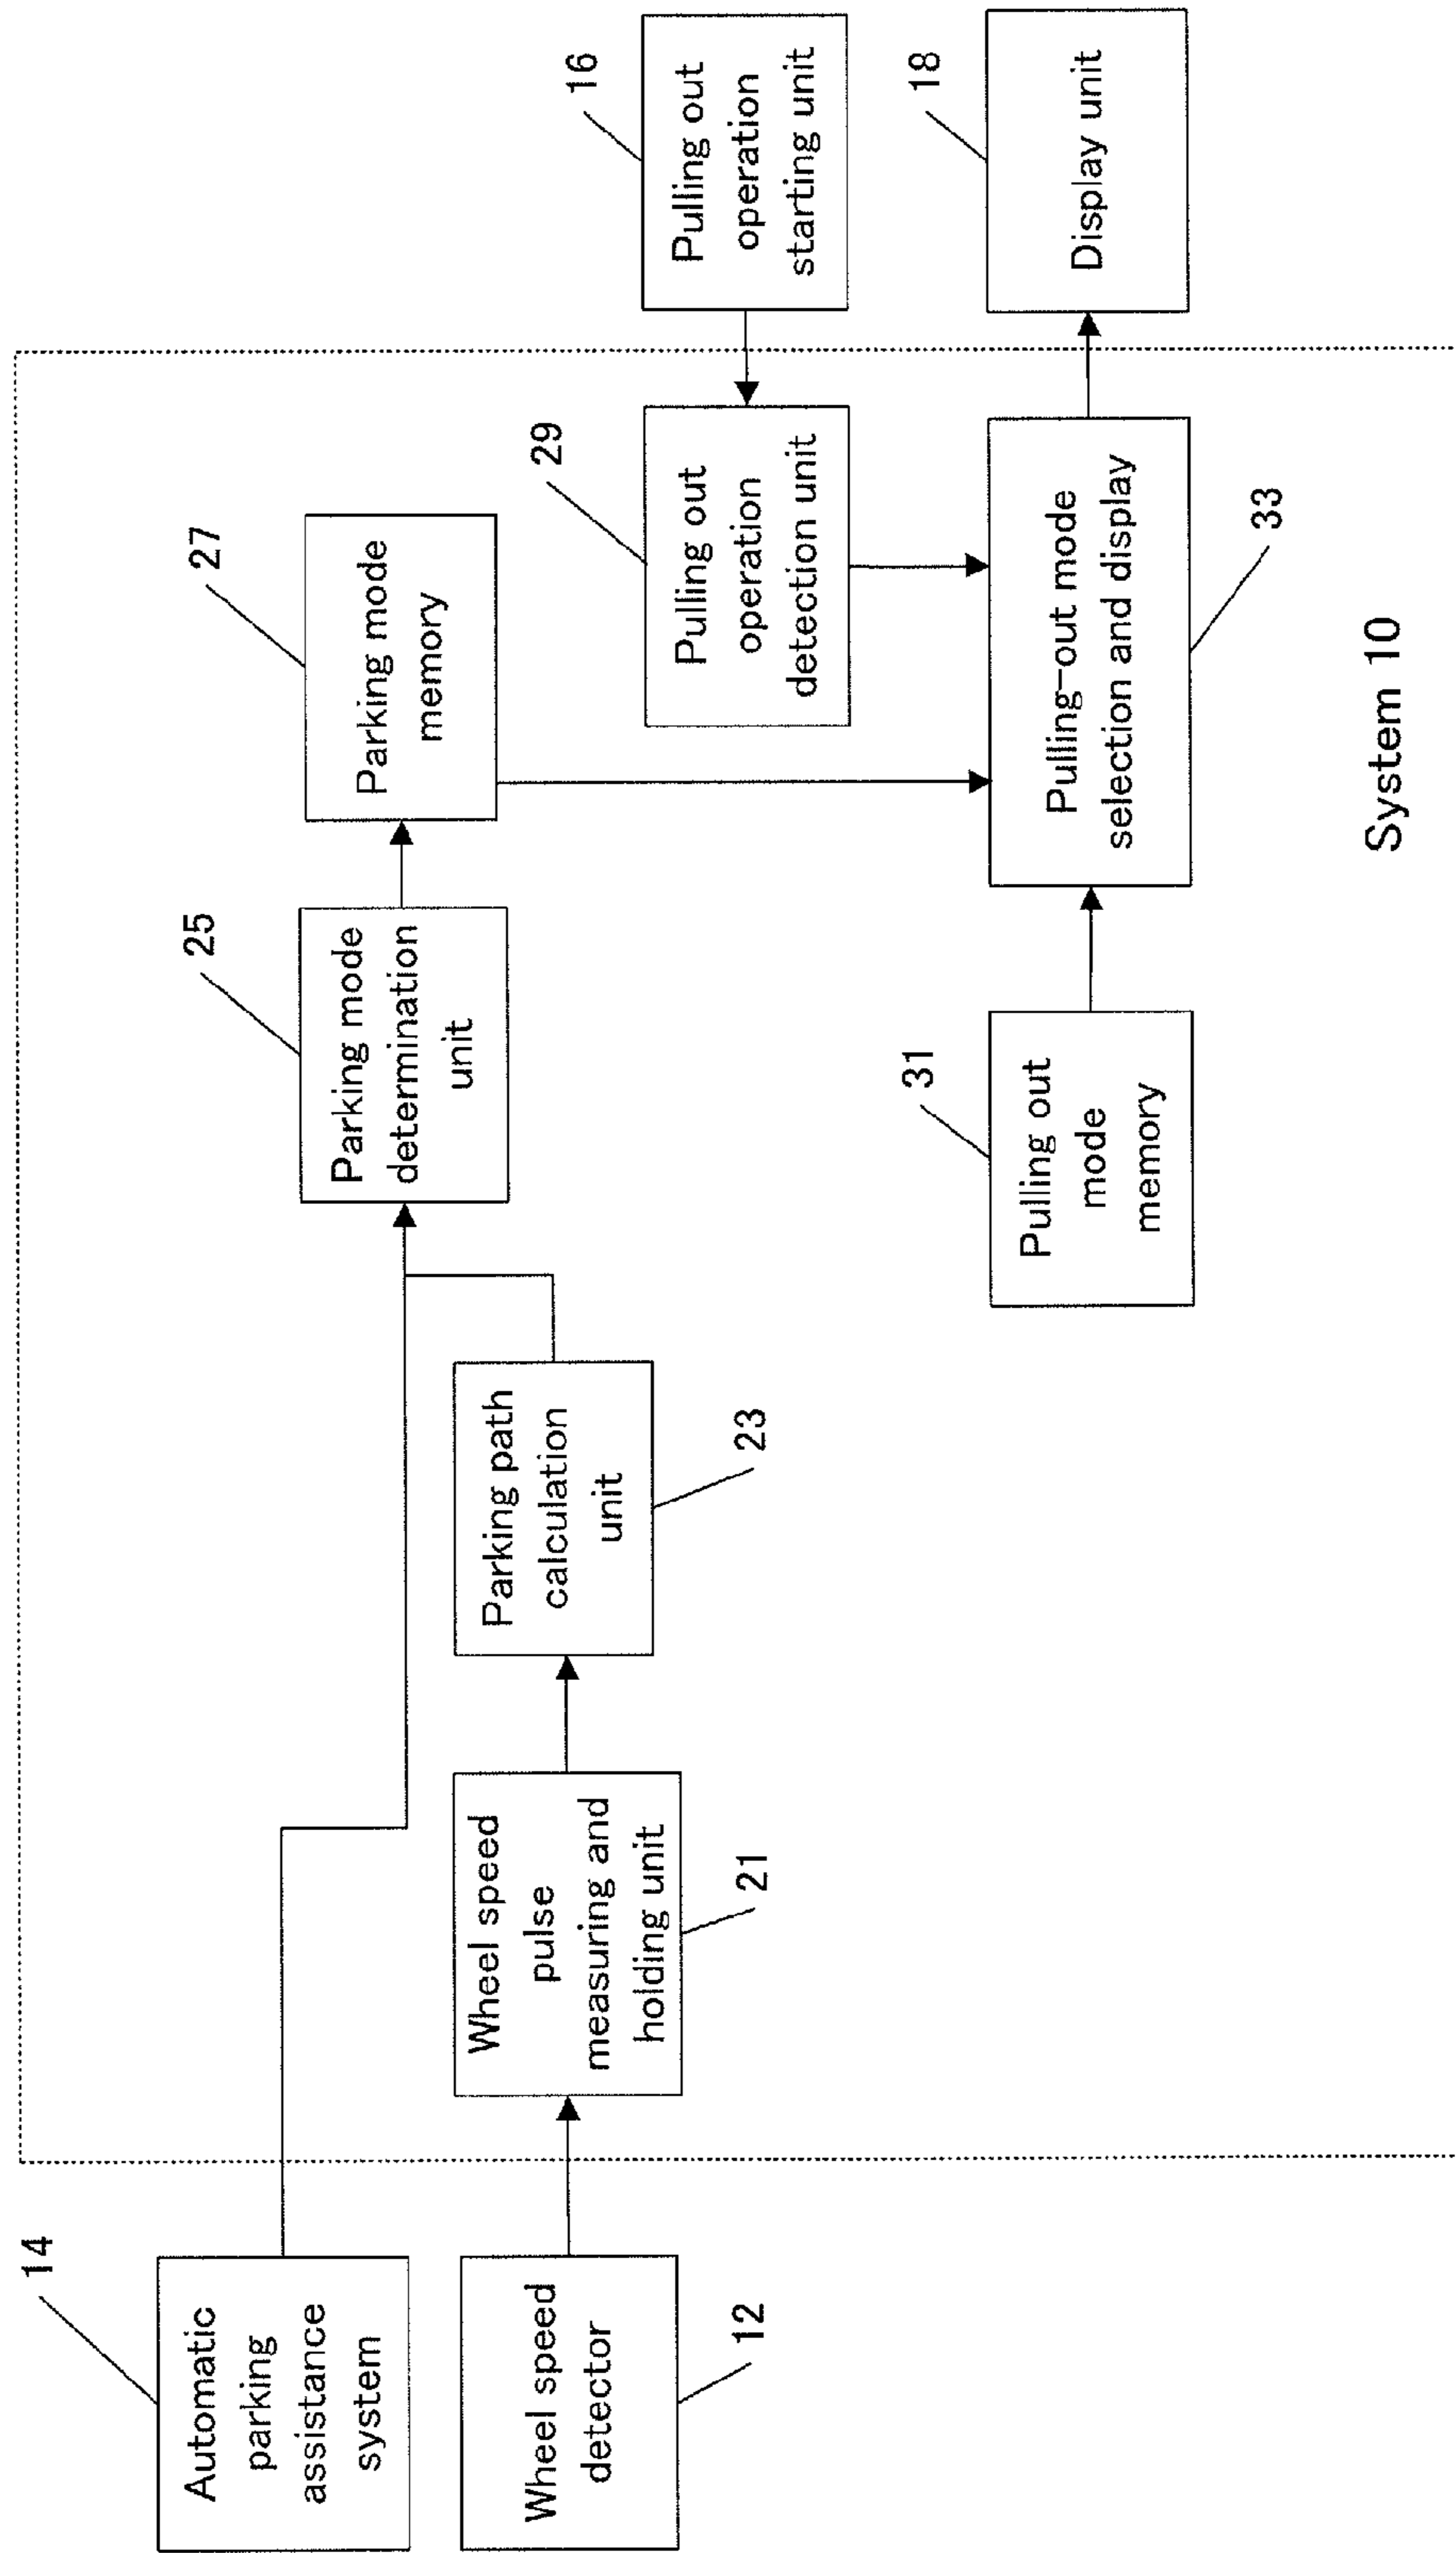 14
Automatic
parking
assistance
system
Wheel speed
detector
12
Wheel speed
pulse
measuring and
holding unit
21
Parking path
calculation
unit
23
25
Parking mode
determination
unit
27
Parking mode
memory
31
Pulling out
mode
memory
29
Pulling out
operation
detection unit
Pulling-out mode
selection and display
33
16
Pulling out
operation
starting unit
18
Display unit
System 10